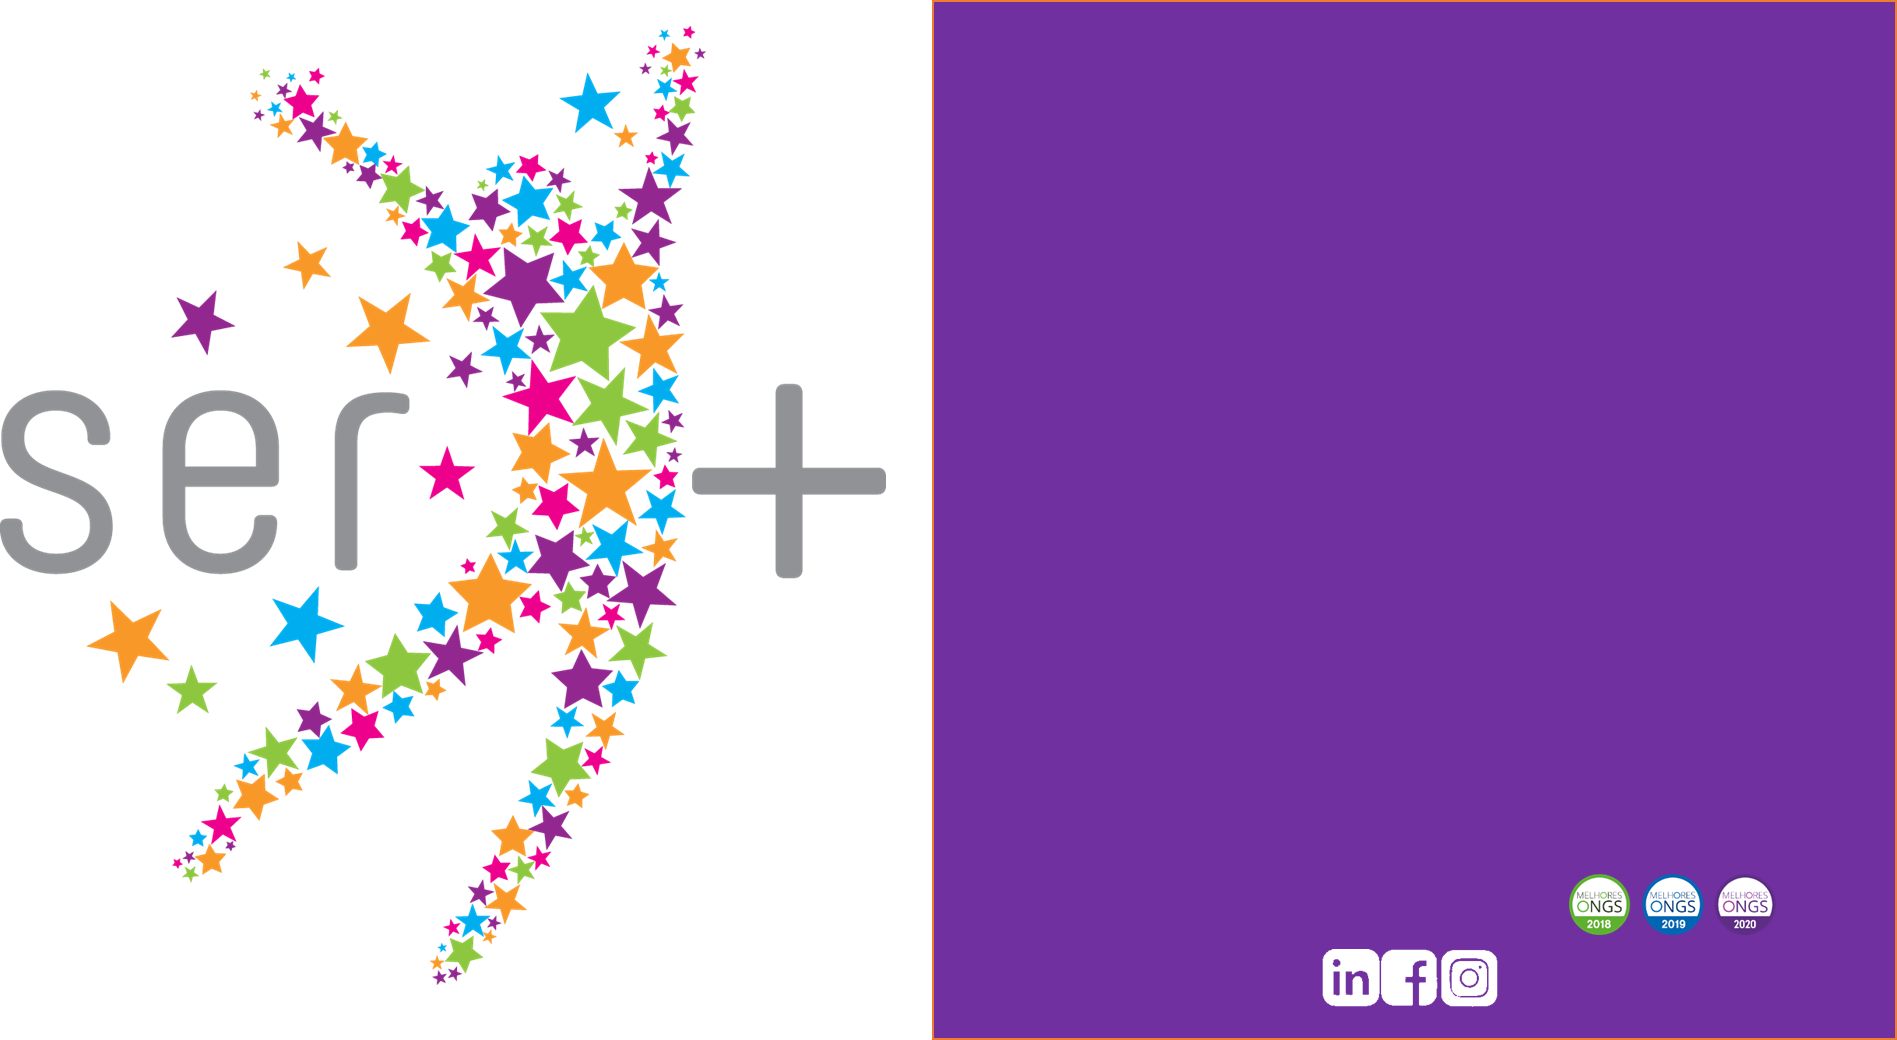 ser +
MELHORES
ONGS
2018
MELHORES
ONGS
2019
MELHORES
ONGS
2020
in f